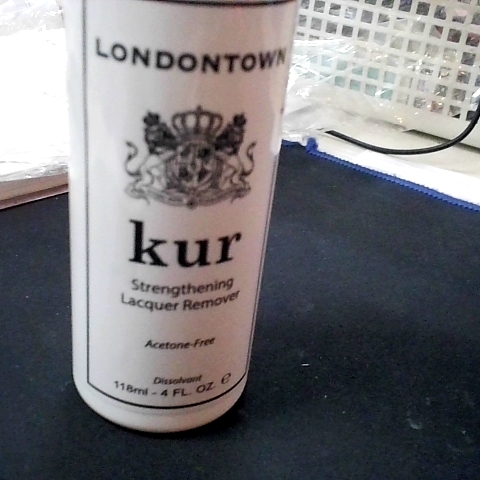 LONDONTOWN
kur
Strengthening
Lacquer Remover
Acetone-Free
Dissolvant
118ml - 4 FL. OZ. ℮